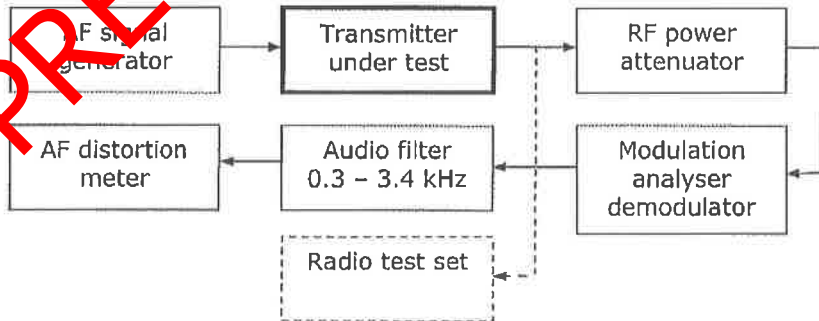 AF signal
generator
Transmitter
under test
RF power
attenuator
AF distortion
meter
Audio filter
0.3 – 3.4 kHz
Modulation
analyser
demodulator
Radio test set
PRE